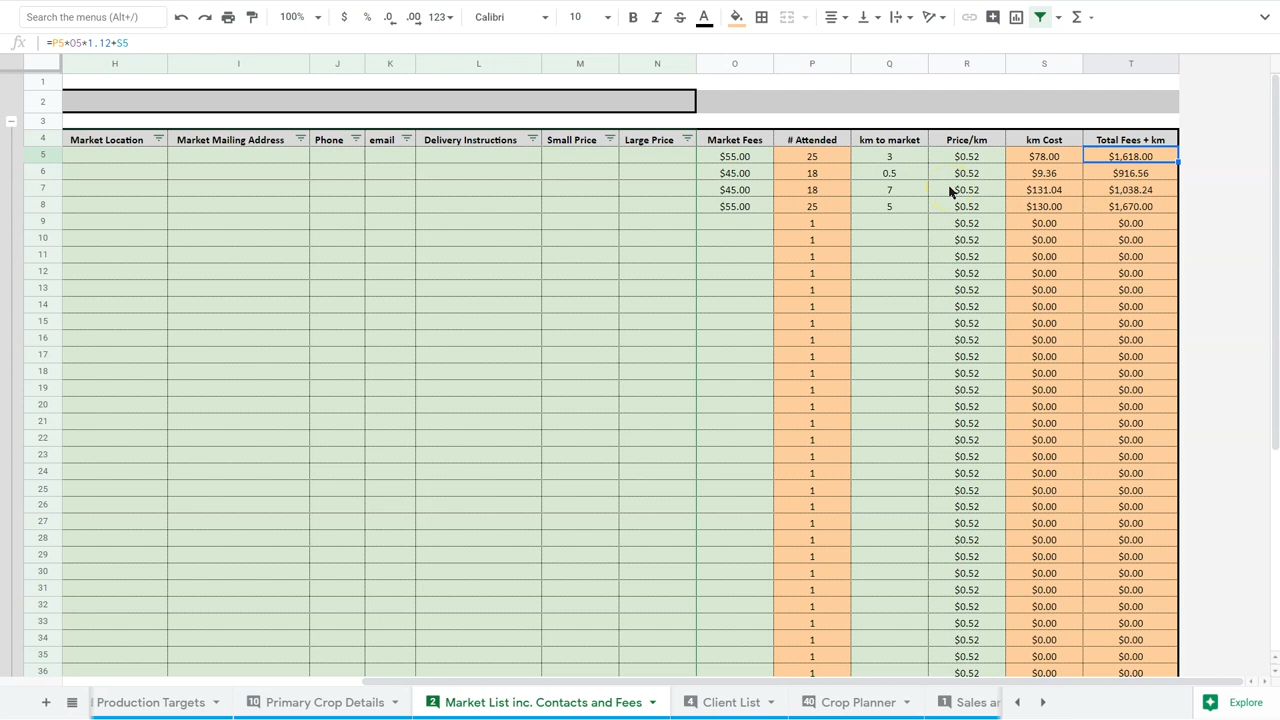 Search the menus (Alt+/) 100% $ % .0 .00 123 Calibri 10 B I S A Σ
fx =P5*O5*1.12+S5
H I J K L M N O P Q R S T
1
2
3
4 Market Location Market Mailing Address Phone email Delivery Instructions Small Price Large Price Market Fees # Attended km to market Price/km km Cost Total Fees + km
5 $55.00 25 3 $0.52 $78.00 $1,618.00
6 $45.00 18 0.5 $0.52 $9.36 $916.56
7 $45.00 18 7 $0.52 $131.04 $1,038.24
8 $55.00 25 5 $0.52 $130.00 $1,670.00
9 1 $0.52 $0.00 $0.00
10 1 $0.52 $0.00 $0.00
11 1 $0.52 $0.00 $0.00
12 1 $0.52 $0.00 $0.00
13 1 $0.52 $0.00 $0.00
14 1 $0.52 $0.00 $0.00
15 1 $0.52 $0.00 $0.00
16 1 $0.52 $0.00 $0.00
17 1 $0.52 $0.00 $0.00
18 1 $0.52 $0.00 $0.00
19 1 $0.52 $0.00 $0.00
20 1 $0.52 $0.00 $0.00
21 1 $0.52 $0.00 $0.00
22 1 $0.52 $0.00 $0.00
23 1 $0.52 $0.00 $0.00
24 1 $0.52 $0.00 $0.00
25 1 $0.52 $0.00 $0.00
26 1 $0.52 $0.00 $0.00
27 1 $0.52 $0.00 $0.00
28 1 $0.52 $0.00 $0.00
29 1 $0.52 $0.00 $0.00
30 1 $0.52 $0.00 $0.00
31 1 $0.52 $0.00 $0.00
32 1 $0.52 $0.00 $0.00
33 1 $0.52 $0.00 $0.00
34 1 $0.52 $0.00 $0.00
35 1 $0.52 $0.00 $0.00
36 1 $0.52 $0.00 $0.00
+ l Production Targets 10 Primary Crop Details 2 Market List inc. Contacts and Fees 4 Client List 40 Crop Planner 1 Sales ar Explore